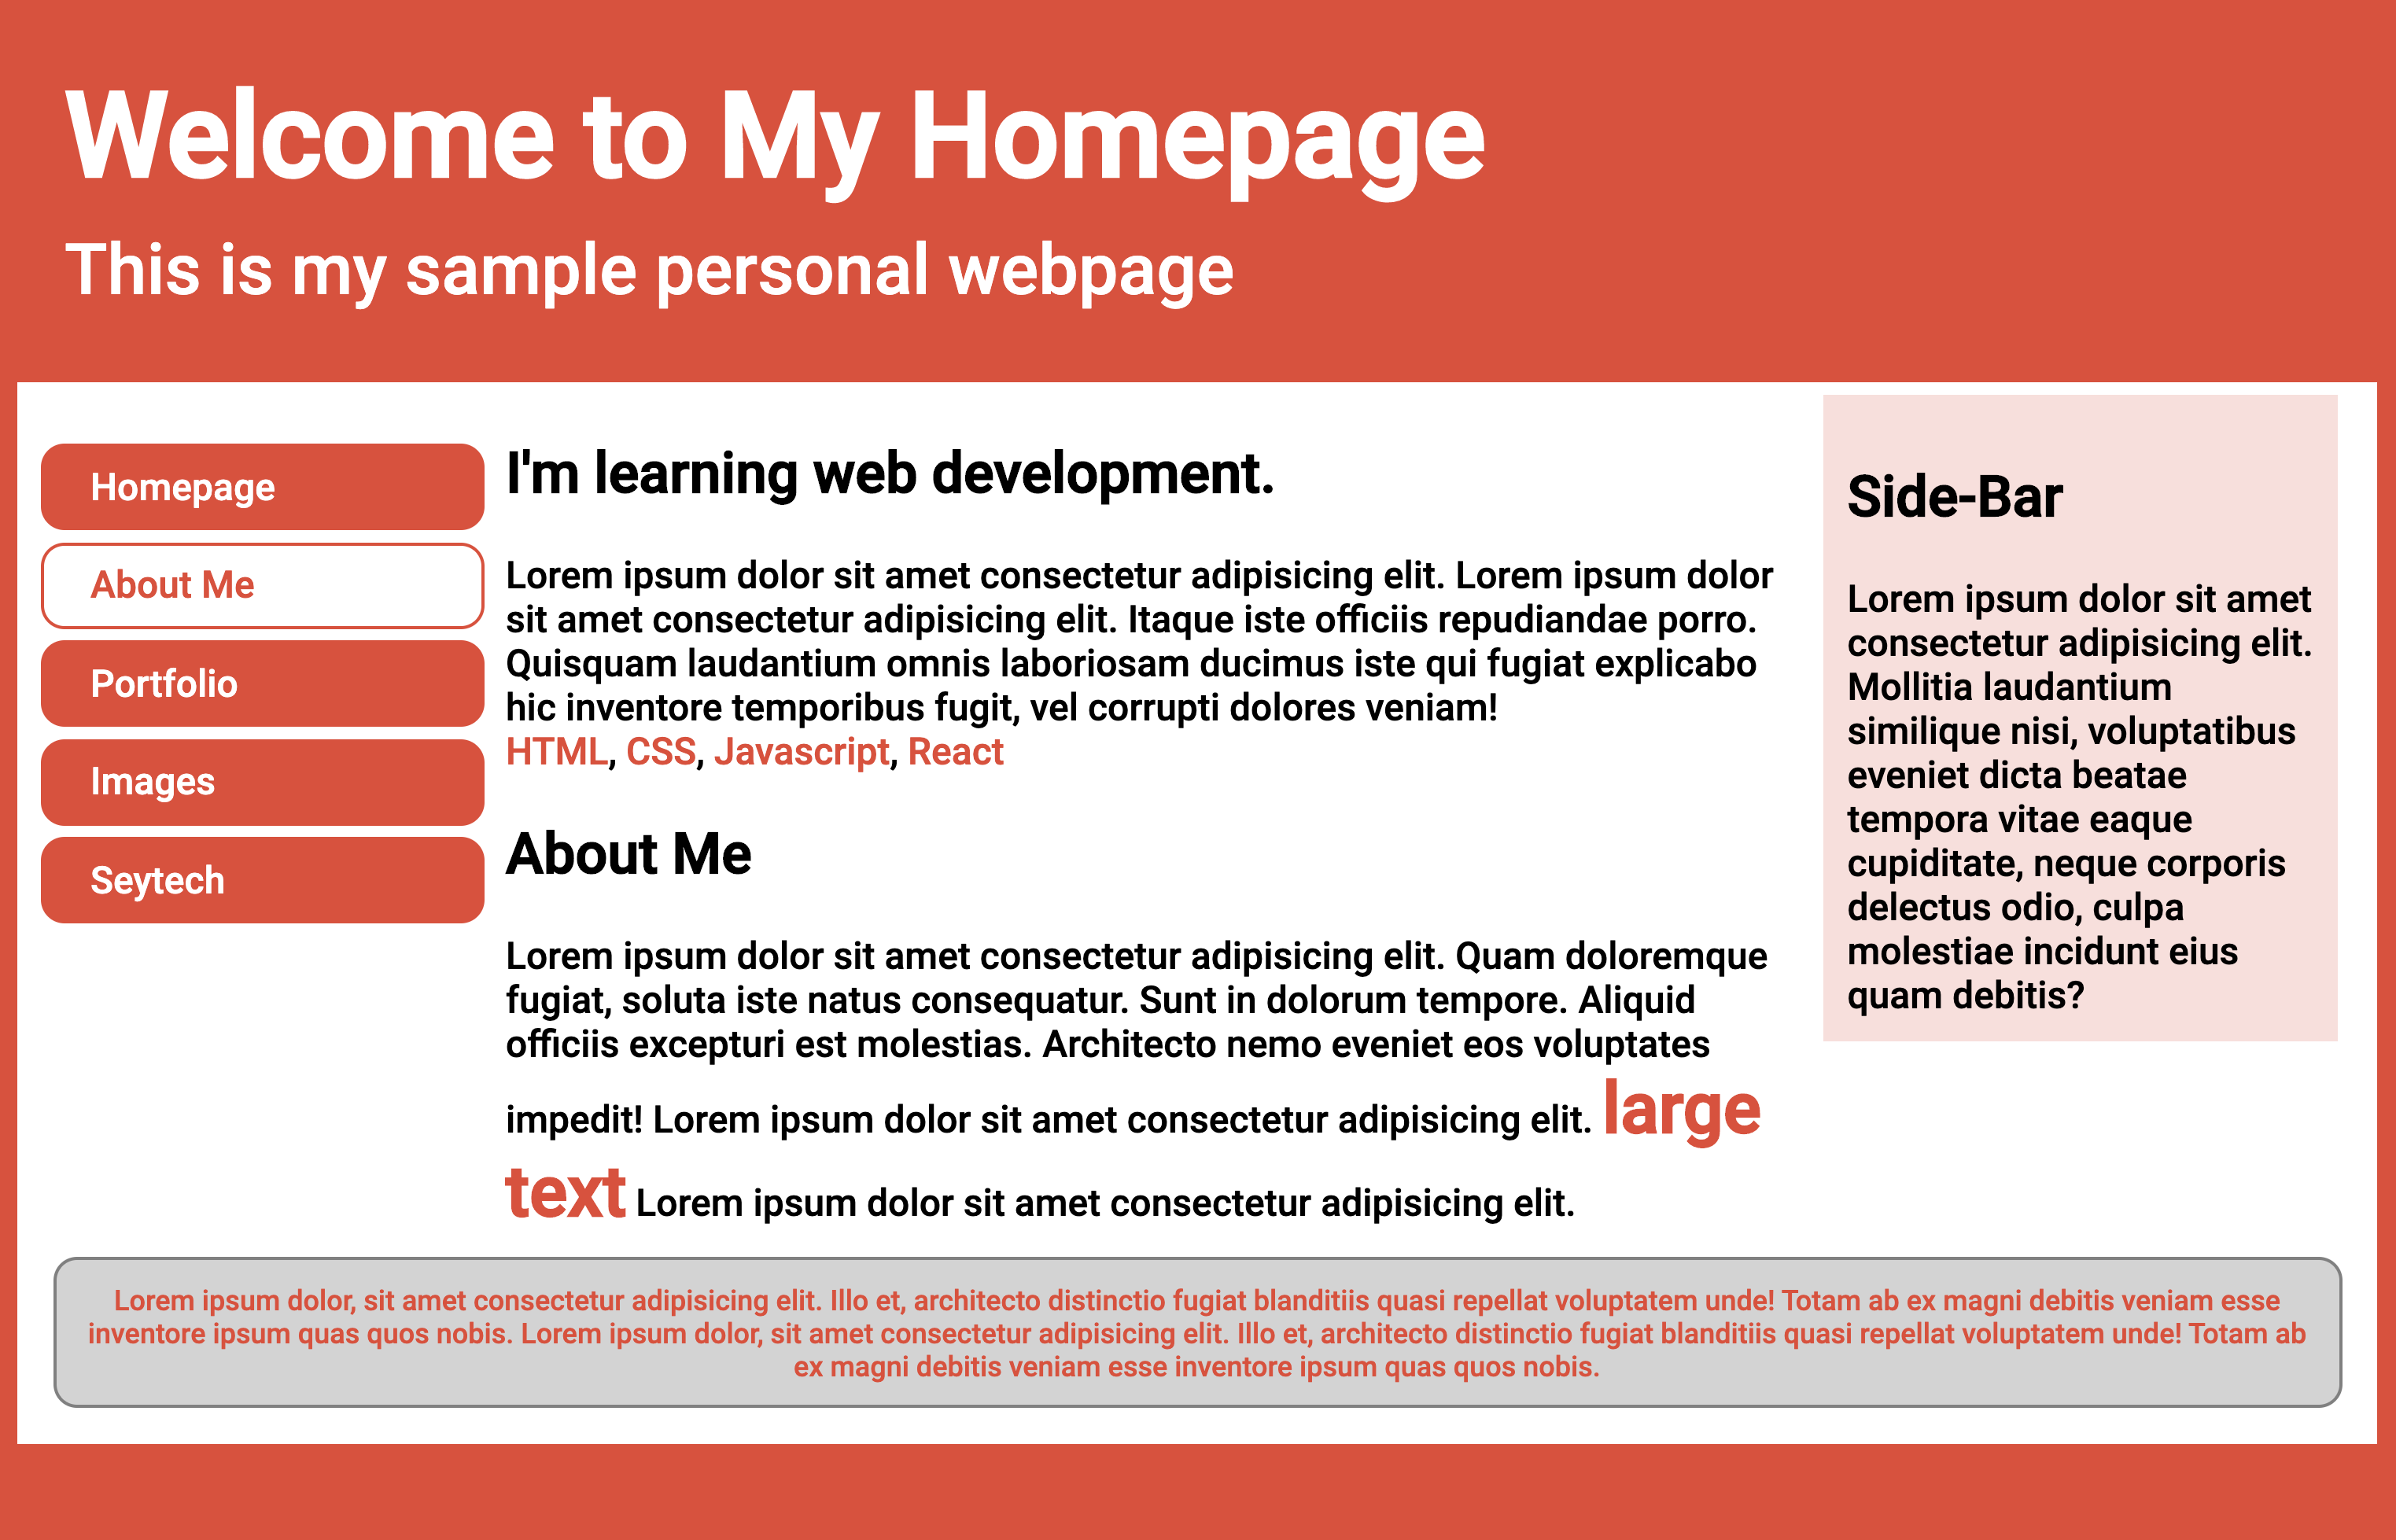 Welcome to My Homepage
This is my sample personal webpage
Homepage
About Me
Portfolio
Images
Seytech
I'm learning web development.
Lorem ipsum dolor sit amet consectetur adipisicing elit. Lorem ipsum dolor
sit amet consectetur adipisicing elit. Itaque iste officiis repudiandae porro.
Quisquam laudantium omnis laboriosam ducimus iste qui fugiat explicabo
hic inventore temporibus fugit, vel corrupti dolores veniam!
HTML, CSS, Javascript, React
About Me
Lorem ipsum dolor sit amet consectetur adipisicing elit. Quam doloremque
fugiat, soluta iste natus consequatur. Sunt in dolorum tempore. Aliquid
officiis excepturi est molestias. Architecto nemo eveniet eos voluptates
impedit! Lorem ipsum dolor sit amet consectetur adipisicing elit. large
text Lorem ipsum dolor sit amet consectetur adipisicing elit.
Side-Bar
Lorem ipsum dolor sit amet
consectetur adipisicing elit.
Mollitia laudantium
similique nisi, voluptatibus
eveniet dicta beatae
tempora vitae eaque
cupiditate, neque corporis
delectus odio, culpa
molestiae incidunt eius
quam debitis?
Lorem ipsum dolor, sit amet consectetur adipisicing elit. Illo et, architecto distinctio fugiat blanditiis quasi repellat voluptatem unde! Totam ab ex magni debitis veniam esse
inventore ipsum quas quos nobis. Lorem ipsum dolor, sit amet consectetur adipisicing elit. Illo et, architecto distinctio fugiat blanditiis quasi repellat voluptatem unde! Totam ab
ex magni debitis veniam esse inventore ipsum quas quos nobis.